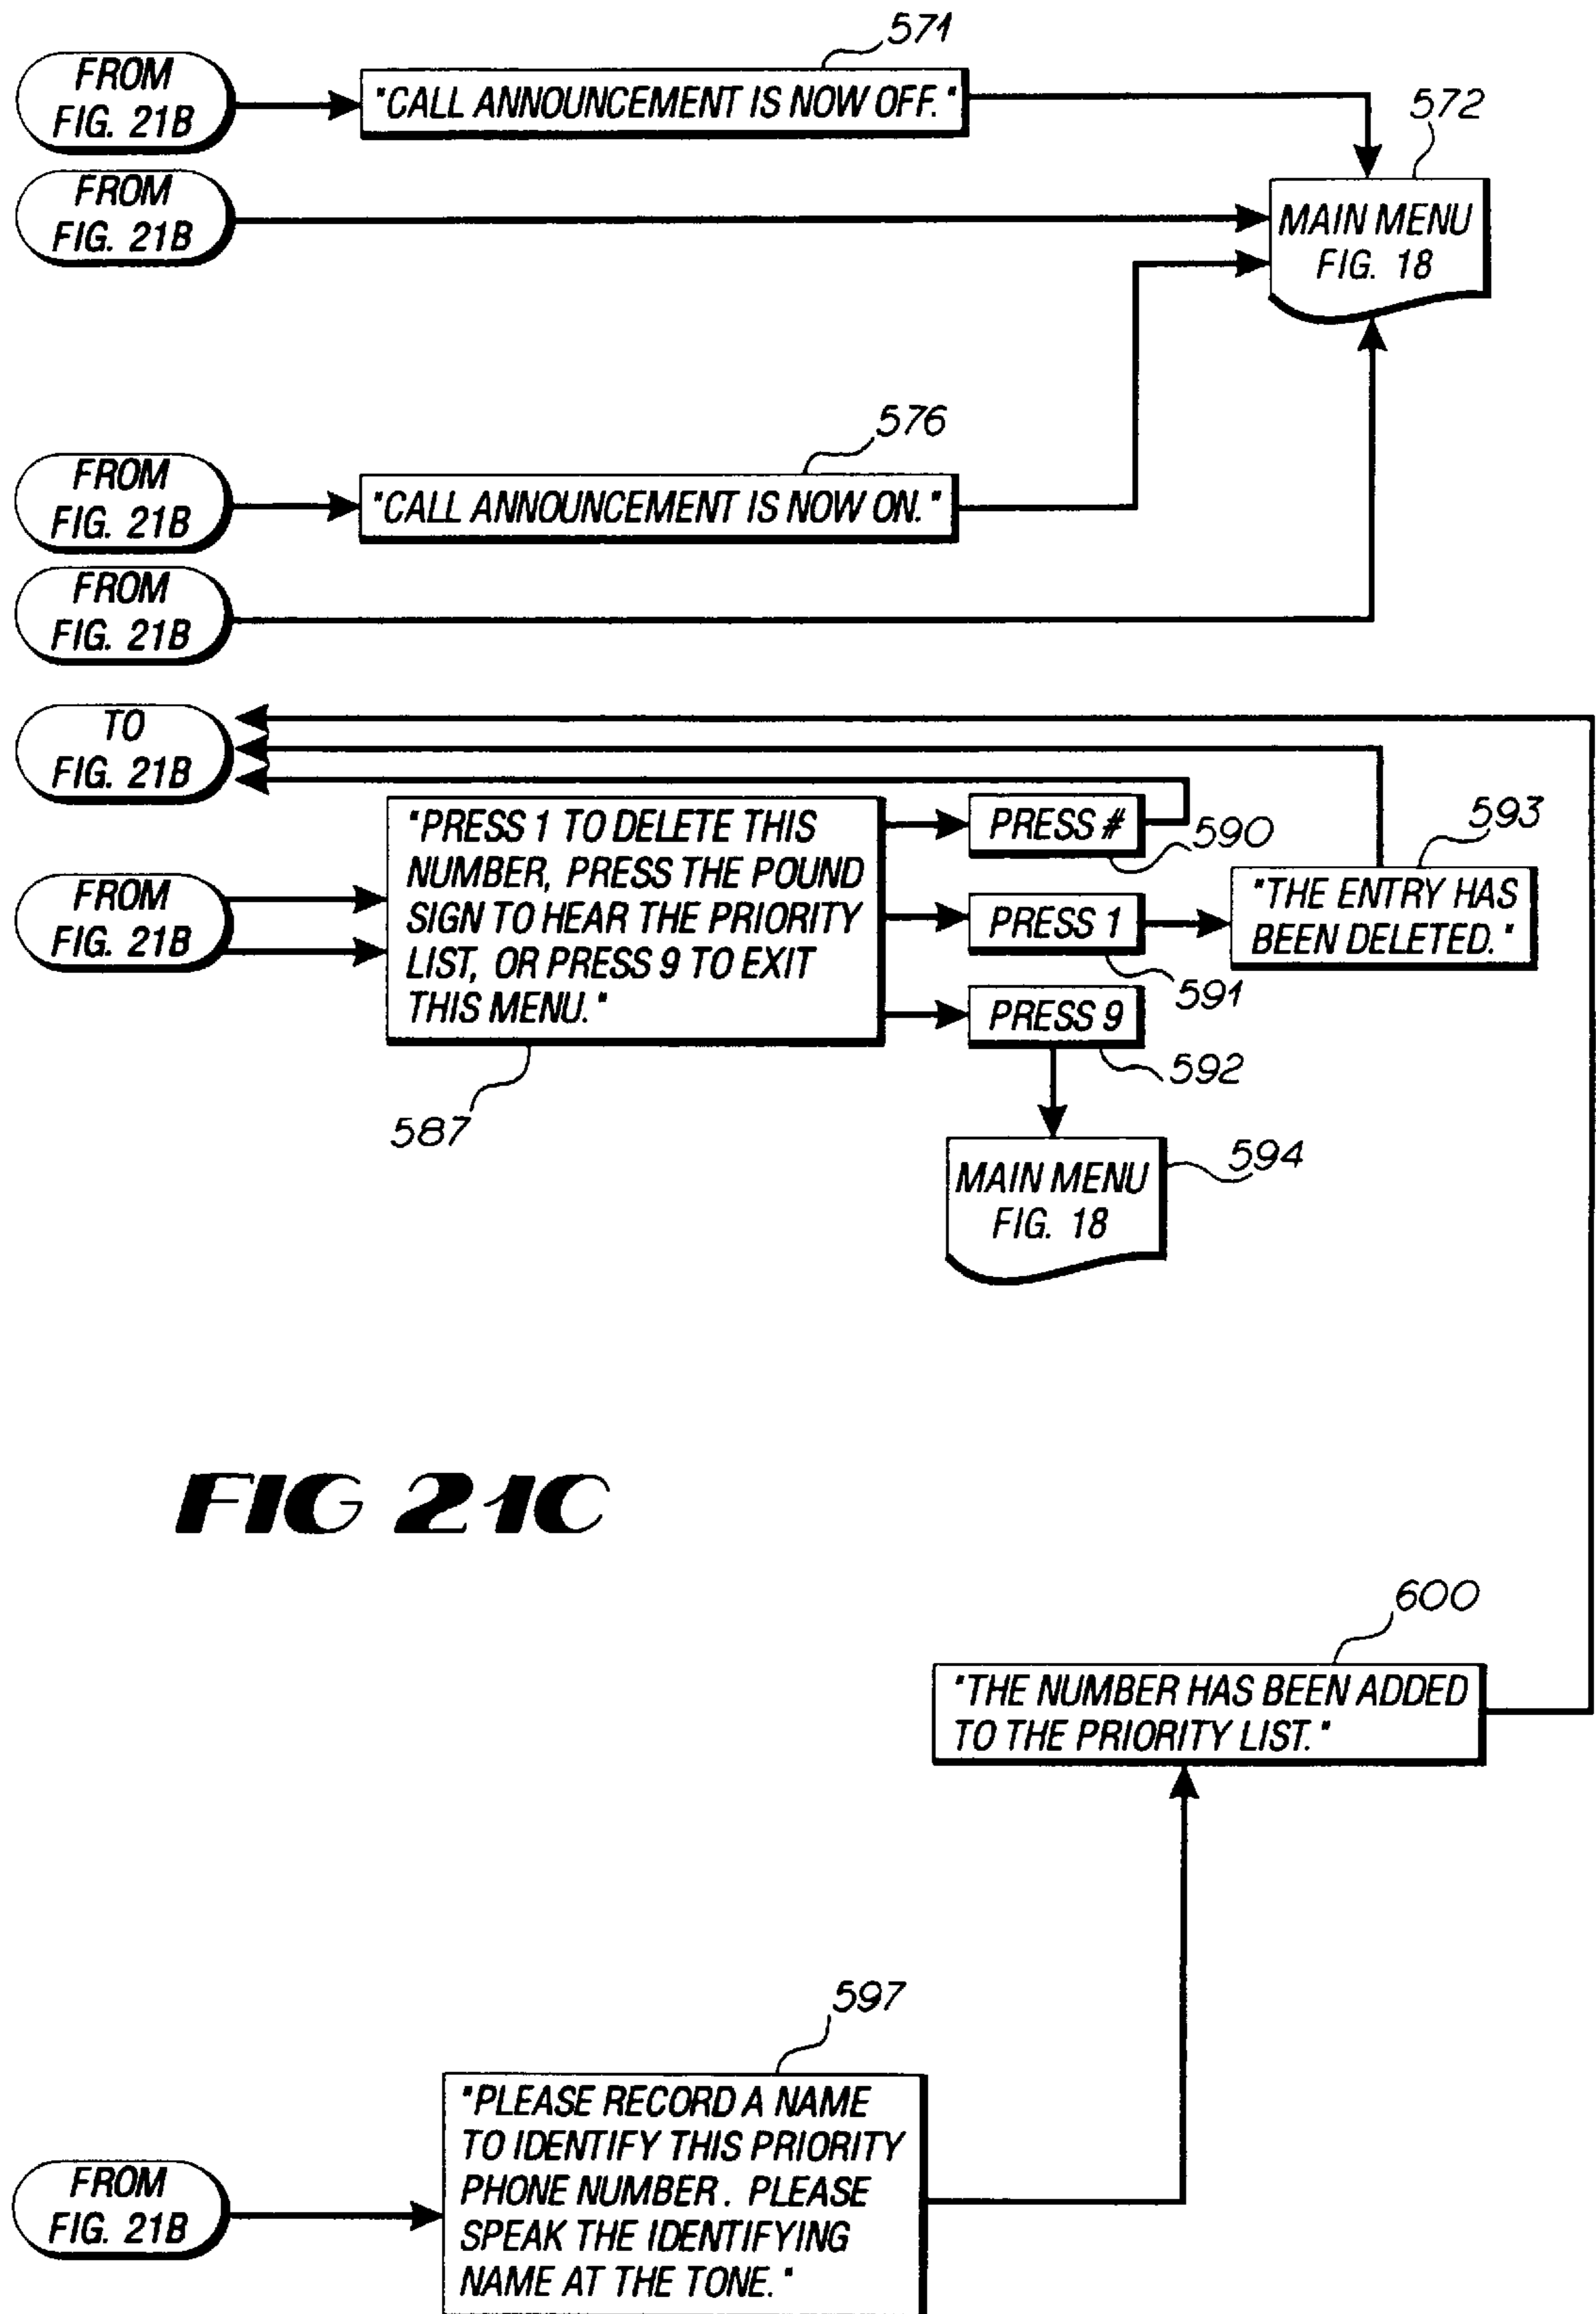 571
FROM
FIG. 21B
"CALL ANNOUNCEMENT IS NOW OFF."
572
FROM
FIG. 21B
MAIN MENU
FIG. 18
576
FROM
FIG. 21B
"CALL ANNOUNCEMENT IS NOW ON."
FROM
FIG. 21B
TO
FIG. 21B
"PRESS 1 TO DELETE THIS
NUMBER, PRESS THE POUND
SIGN TO HEAR THE PRIORITY
LIST, OR PRESS 9 TO EXIT
THIS MENU."
587
PRESS #
590
593
FROM
FIG. 21B
PRESS 1
591
"THE ENTRY HAS
BEEN DELETED."
PRESS 9
592
MAIN MENU
FIG. 18
594
FIG 21C
600
"THE NUMBER HAS BEEN ADDED
TO THE PRIORITY LIST."
597
FROM
FIG. 21B
"PLEASE RECORD A NAME
TO IDENTIFY THIS PRIORITY
PHONE NUMBER. PLEASE
SPEAK THE IDENTIFYING
NAME AT THE TONE."